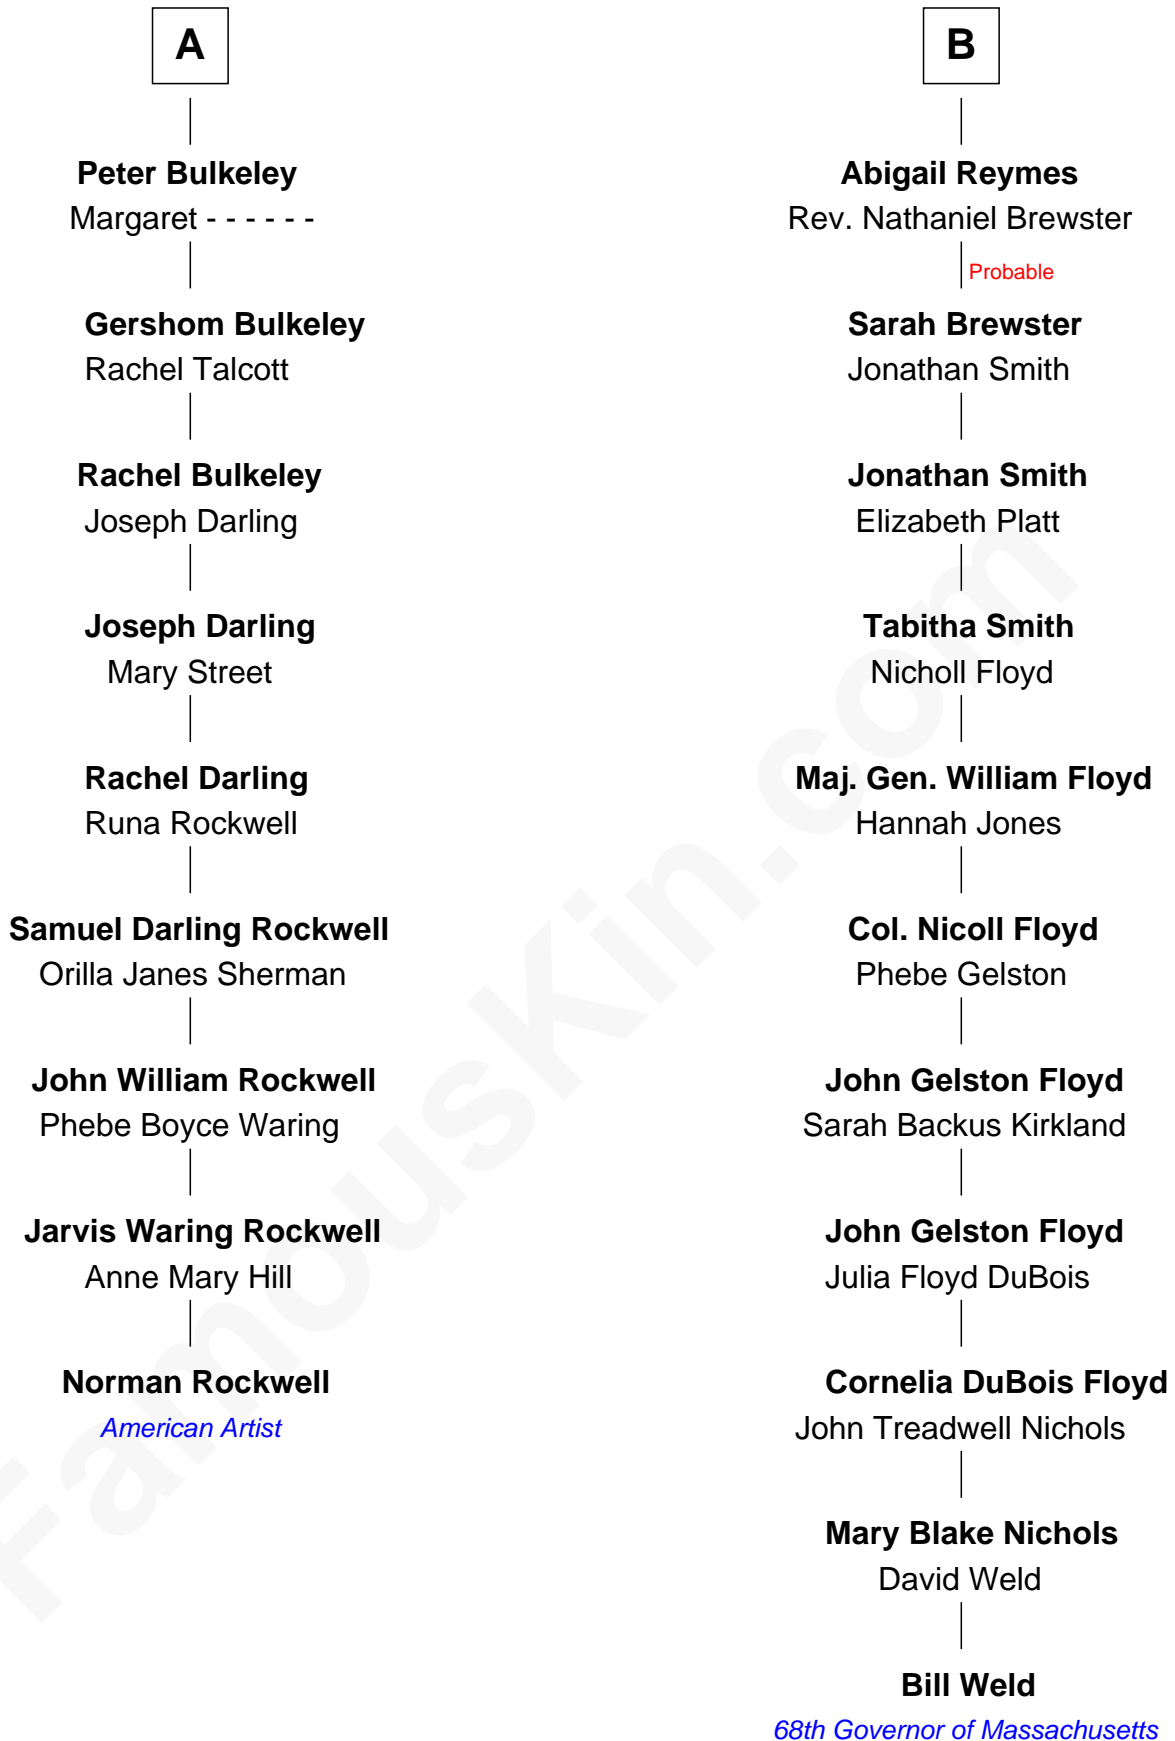 A
Peter Bulkeley
Margaret - - - - - -
Gershom Bulkeley
Rachel Talcott
Rachel Bulkeley
Joseph Darling
Joseph Darling
Mary Street
Rachel Darling
Runa Rockwell
Samuel Darling Rockwell
Orilla Janes Sherman
John William Rockwell
Phebe Boyce Waring
Jarvis Waring Rockwell
Anne Mary Hill
Norman Rockwell
American Artist
B
Abigail Reymes
Rev. Nathaniel Brewster
Probable
Sarah Brewster
Jonathan Smith
Jonathan Smith
Elizabeth Platt
Tabitha Smith
Nicholl Floyd
Maj. Gen. William Floyd
Hannah Jones
Col. Nicoll Floyd
Phebe Gelston
John Gelston Floyd
Sarah Backus Kirkland
John Gelston Floyd
Julia Floyd DuBois
Cornelia DuBois Floyd
John Treadwell Nichols
Mary Blake Nichols
David Weld
Bill Weld
68th Governor of Massachusetts
FamousKin.com